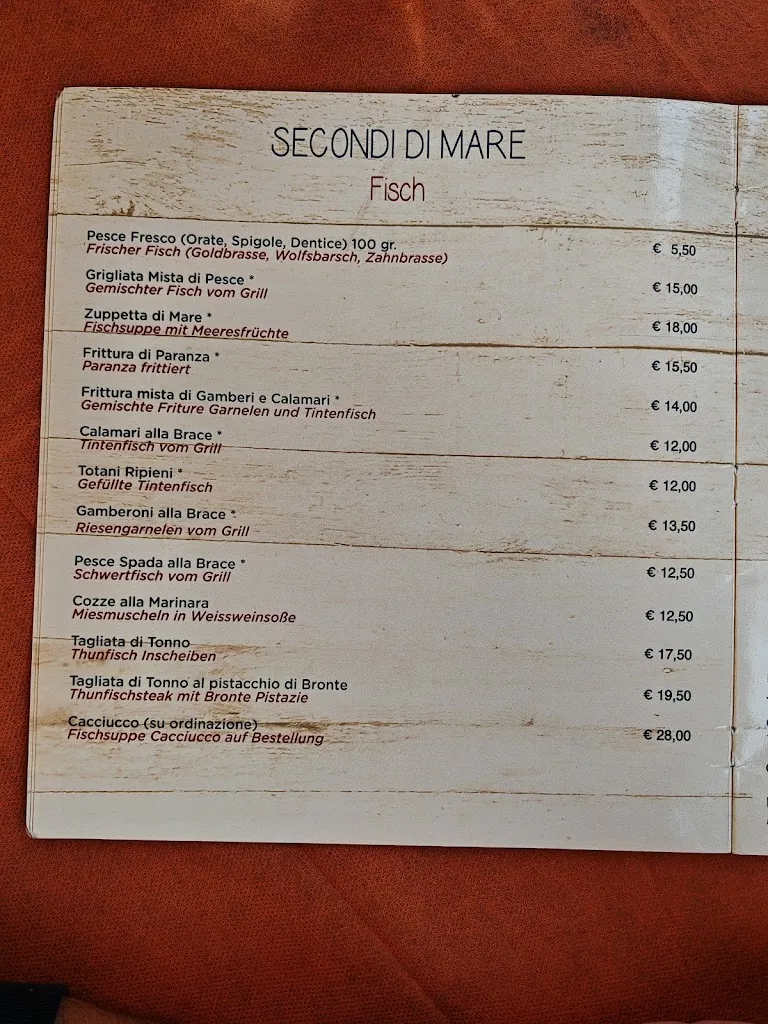 SECONDI DI MARE
Fisch
Pesce Fresco (Orate, Spigole, Dentice) 100 gr.
Frischer Fisch (Goldbrasse, Wolfsbarsch, Zahnbrasse) € 5,50
Grigliata Mista di Pesce *
Gemischter Fisch vom Grill € 15,00
Zuppetta di Mare *
Fischsuppe mit Meeresfrüchte € 18,00
Frittura di Paranza *
Paranza frittiert € 15,50
Frittura mista di Gamberi e Calamari *
Gemischte Friture Garnelen und Tintenfisch € 14,00
Calamari alla Brace *
Tintenfisch vom Grill € 12,00
Totani Ripieni *
Gefüllte Tintenfisch € 12,00
Gamberoni alla Brace *
Riesengarnelen vom Grill € 13,50
Pesce Spada alla Brace *
Schwertfisch vom Grill € 12,50
Cozze alla Marinara
Miesmuscheln in Weissweinsoße € 12,50
Tagliata di Tonno
Thunfisch Inscheiben € 17,50
Tagliata di Tonno al pistacchio di Bronte
Thunfischsteak mit Bronte Pistazie € 19,50
Cacciucco (su ordinazione)
Fischsuppe Cacciucco auf Bestellung € 28,00